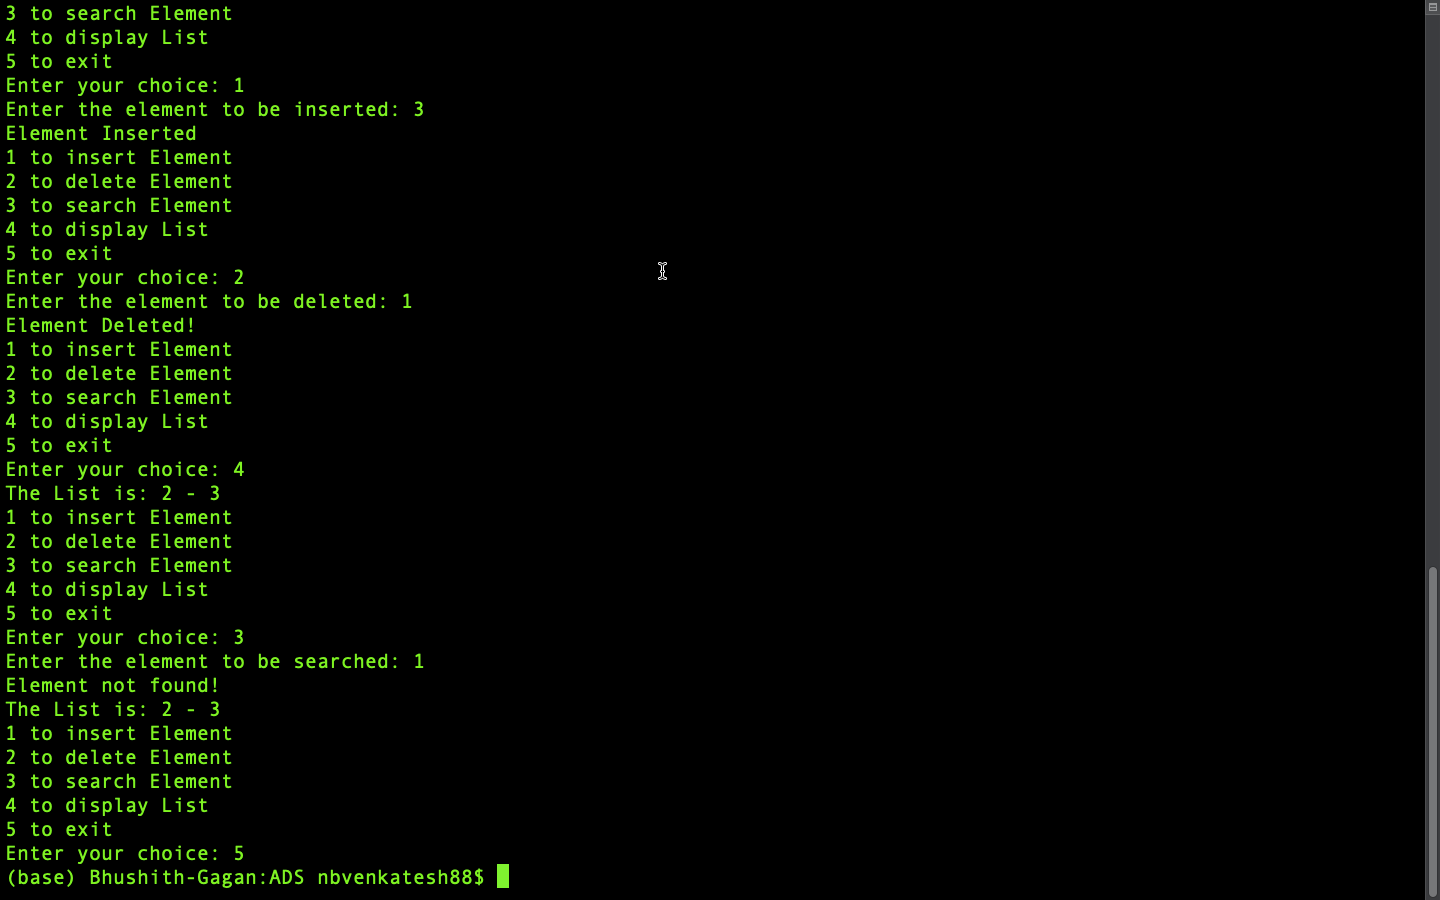 3 to search Element
4 to display List
5 to exit
Enter your choice: 1
Enter the element to be inserted: 3
Element Inserted
1 to insert Element
2 to delete Element
3 to search Element
4 to display List
5 to exit
Enter your choice: 2
Enter the element to be deleted: 1
Element Deleted!
1 to insert Element
2 to delete Element
3 to search Element
4 to display List
5 to exit
Enter your choice: 4
The List is: 2 - 3
1 to insert Element
2 to delete Element
3 to search Element
4 to display List
5 to exit
Enter your choice: 3
Enter the element to be searched: 1
Element not found!
The List is: 2 - 3
1 to insert Element
2 to delete Element
3 to search Element
4 to display List
5 to exit
Enter your choice: 5
(base) Bhushith-Gagan:ADS nbvenkatesh88$